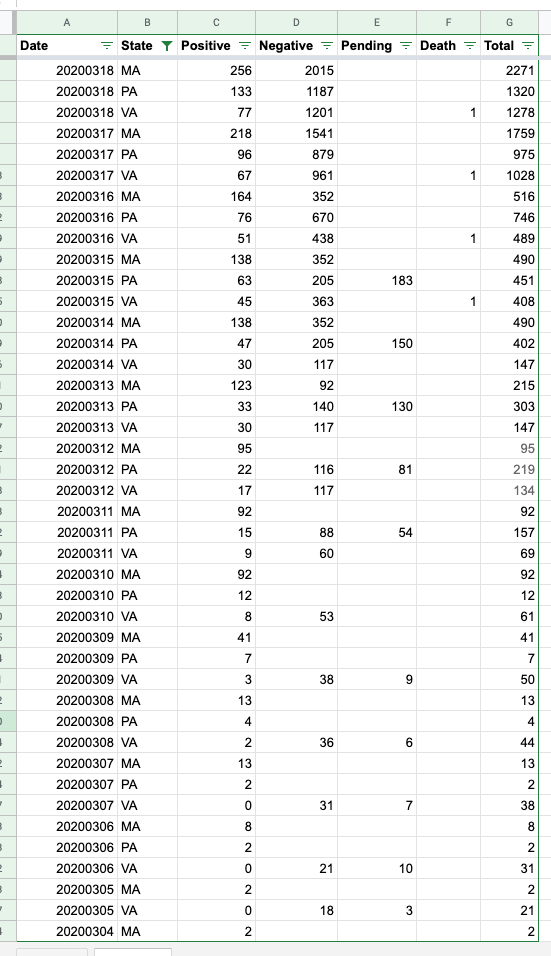 A B C D E F G
Date State Positive Negative Pending Death Total
20200318 MA 256 2015 2271
20200318 PA 133 1187 1320
20200318 VA 77 1201 1 1278
20200317 MA 218 1541 1759
20200317 PA 96 879 975
20200317 VA 67 961 1 1028
20200316 MA 164 352 516
20200316 PA 76 670 746
20200316 VA 51 438 1 489
20200315 MA 138 352 490
20200315 PA 63 205 183 451
20200315 VA 45 363 1 408
20200314 MA 138 352 490
20200314 PA 47 205 150 402
20200314 VA 30 117 147
20200313 MA 123 92 215
20200313 PA 33 140 130 303
20200313 VA 30 117 147
20200312 MA 95 95
20200312 PA 22 116 81 219
20200312 VA 17 117 134
20200311 MA 92 92
20200311 PA 15 88 54 157
20200311 VA 9 60 69
20200310 MA 92 92
20200310 PA 12 12
20200310 VA 8 53 61
20200309 MA 41 41
20200309 PA 7 7
20200309 VA 3 38 9 50
20200308 MA 13 13
20200308 PA 4 4
20200308 VA 2 36 6 44
20200307 MA 13 13
20200307 PA 2 2
20200307 VA 0 31 7 38
20200306 MA 8 8
20200306 PA 2 2
20200306 VA 0 21 10 31
20200305 MA 2 2
20200305 VA 0 18 3 21
20200304 MA 2 2